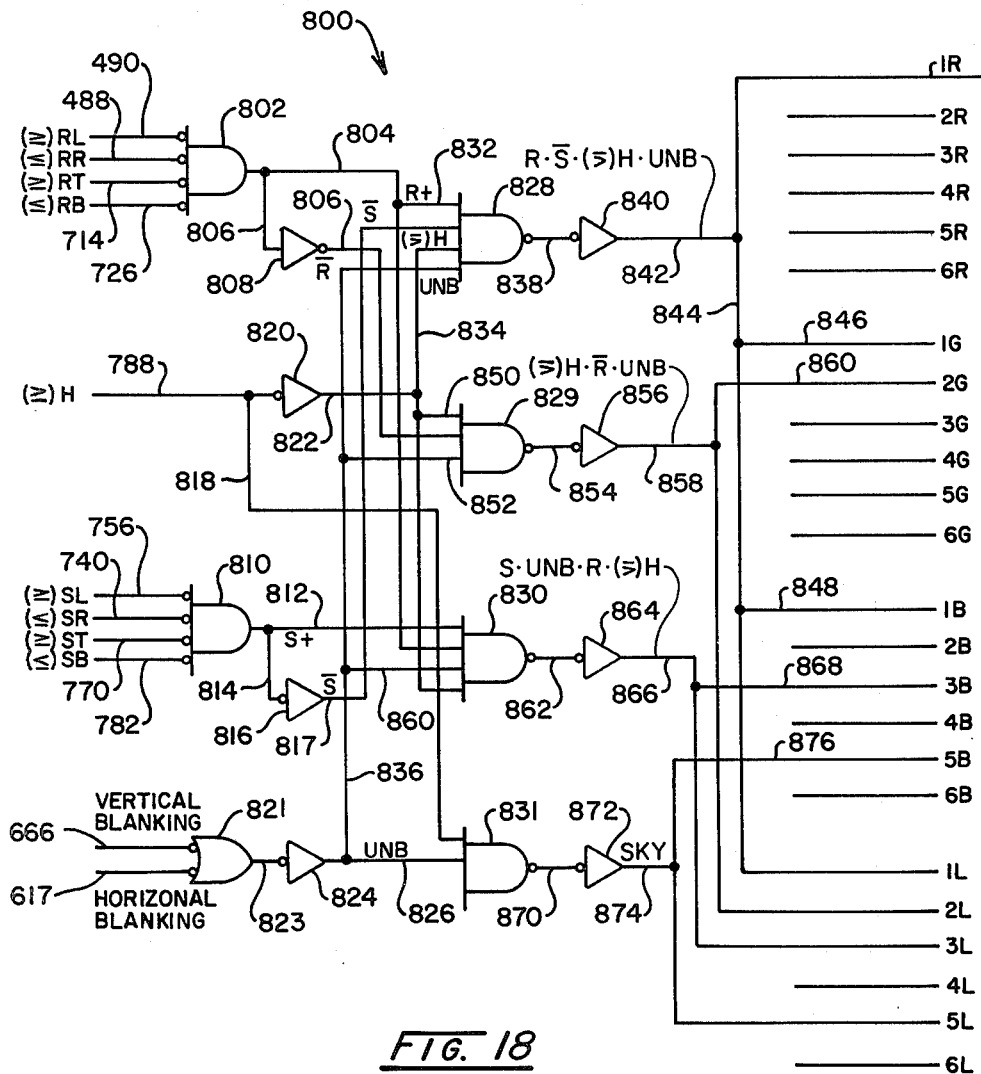 800
490
488
802
804
832
R·S̅·(⋝)H·UNB
1R
(≥)RL
(≤)RR
(≥)RT
(≤)RB
R+
828
840
2R
3R
4R
714
806
806
S̅
(⋝)H
5R
726
808
R̅
UNB
838
842
6R
820
834
844
846
1G
788
850
(⋝)H·R̅·UNB
860
(≥)H
829
856
2G
822
3G
818
852
854
858
4G
5G
756
6G
740
810
812
S·UNB·R·(⋝)H
(≥)SL
830
864
848
(≤)SR
1B
(≥)ST
S+
2B
(≤)SB
S̅
868
770
814
860
862
866
3B
782
816
817
4B
836
876
5B
VERTICAL
BLANKING
821
831
872
6B
666
UNB
SKY
617
1L
HORIZONAL
BLANKING
823
824
826
870
874
2L
3L
4L
5L
6L
FIG. 18